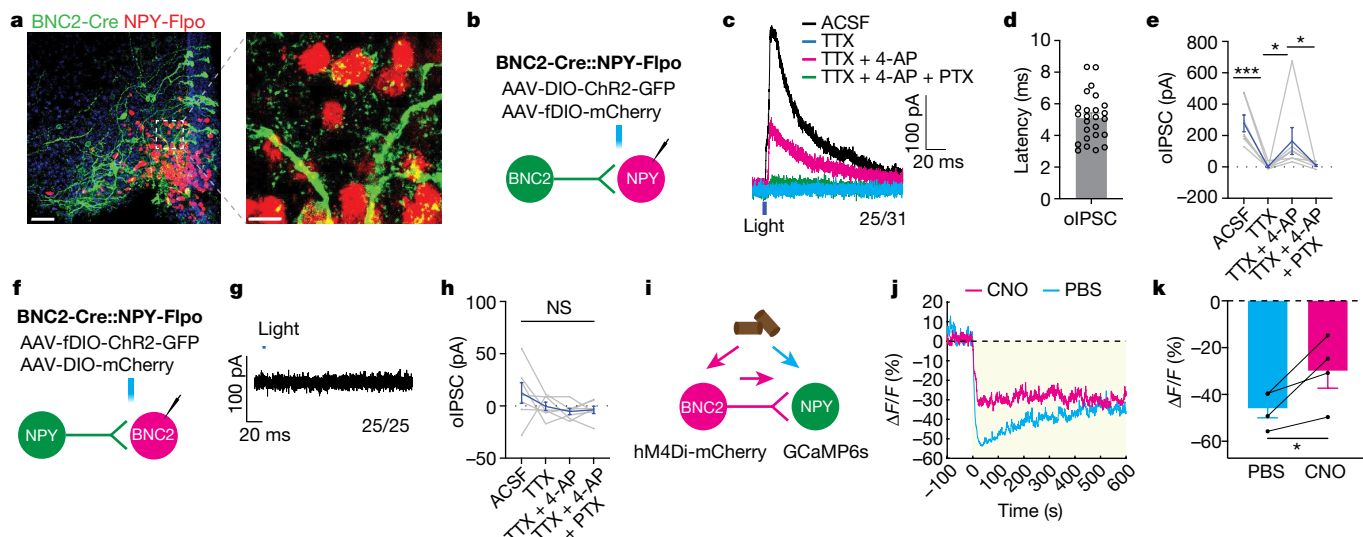 a
BNC2-Cre NPY-Flpo
b
BNC2-Cre::NPY-Flpo
AAV-DIO-ChR2-GFP
AAV-fDIO-mCherry
BNC2
NPY
c
ACSF
TTX
TTX + 4-AP
TTX + 4-AP + PTX
100 pA
20 ms
Light
25/31
d
Latency (ms)
10
8
6
4
2
0
oIPSC
e
oIPSC (pA)
800
600
400
200
0
–200
***
*
*
ACSF
TTX
TTX + 4-AP
TTX + 4-AP
+ PTX
f
BNC2-Cre::NPY-Flpo
AAV-fDIO-ChR2-GFP
AAV-DIO-mCherry
NPY
BNC2
g
Light
100 pA
20 ms
25/25
h
oIPSC (pA)
100
50
0
–50
NS
ACSF
TTX
TTX + 4-AP
TTX + 4-AP
+ PTX
i
BNC2
NPY
hM4Di-mCherry
GCaMP6s
j
CNO
PBS
ΔF/F (%)
20
10
0
–10
–20
–30
–40
–50
–60
–100
0
100
200
300
400
500
600
Time (s)
k
ΔF/F (%)
0
–20
–40
–60
*
PBS
CNO